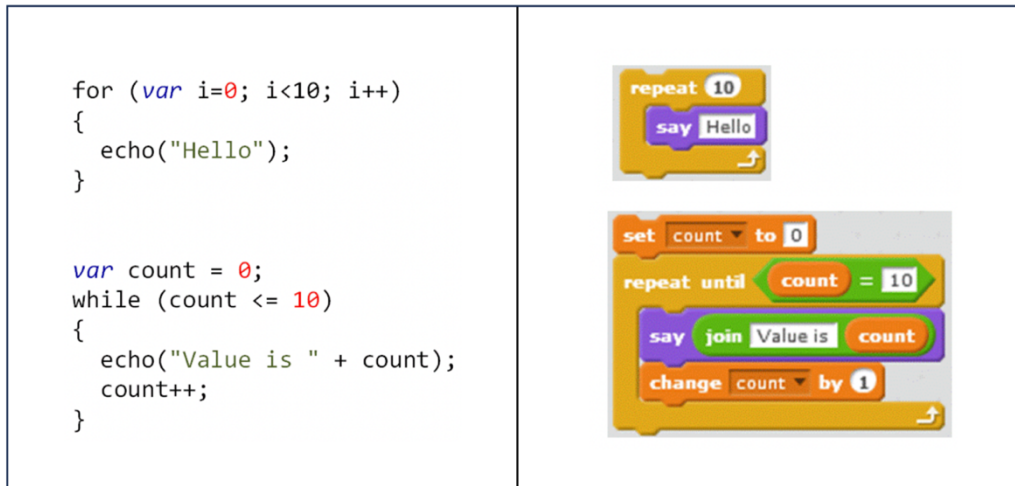 for (var i=0; i<10; i++)
{
echo("Hello");
}
var count = 0;
while (count <= 10)
{
echo("Value is " + count);
count++;
}
repeat 10
say Hello
set count to 0
repeat until count = 10
say join Value is count
change count by 1